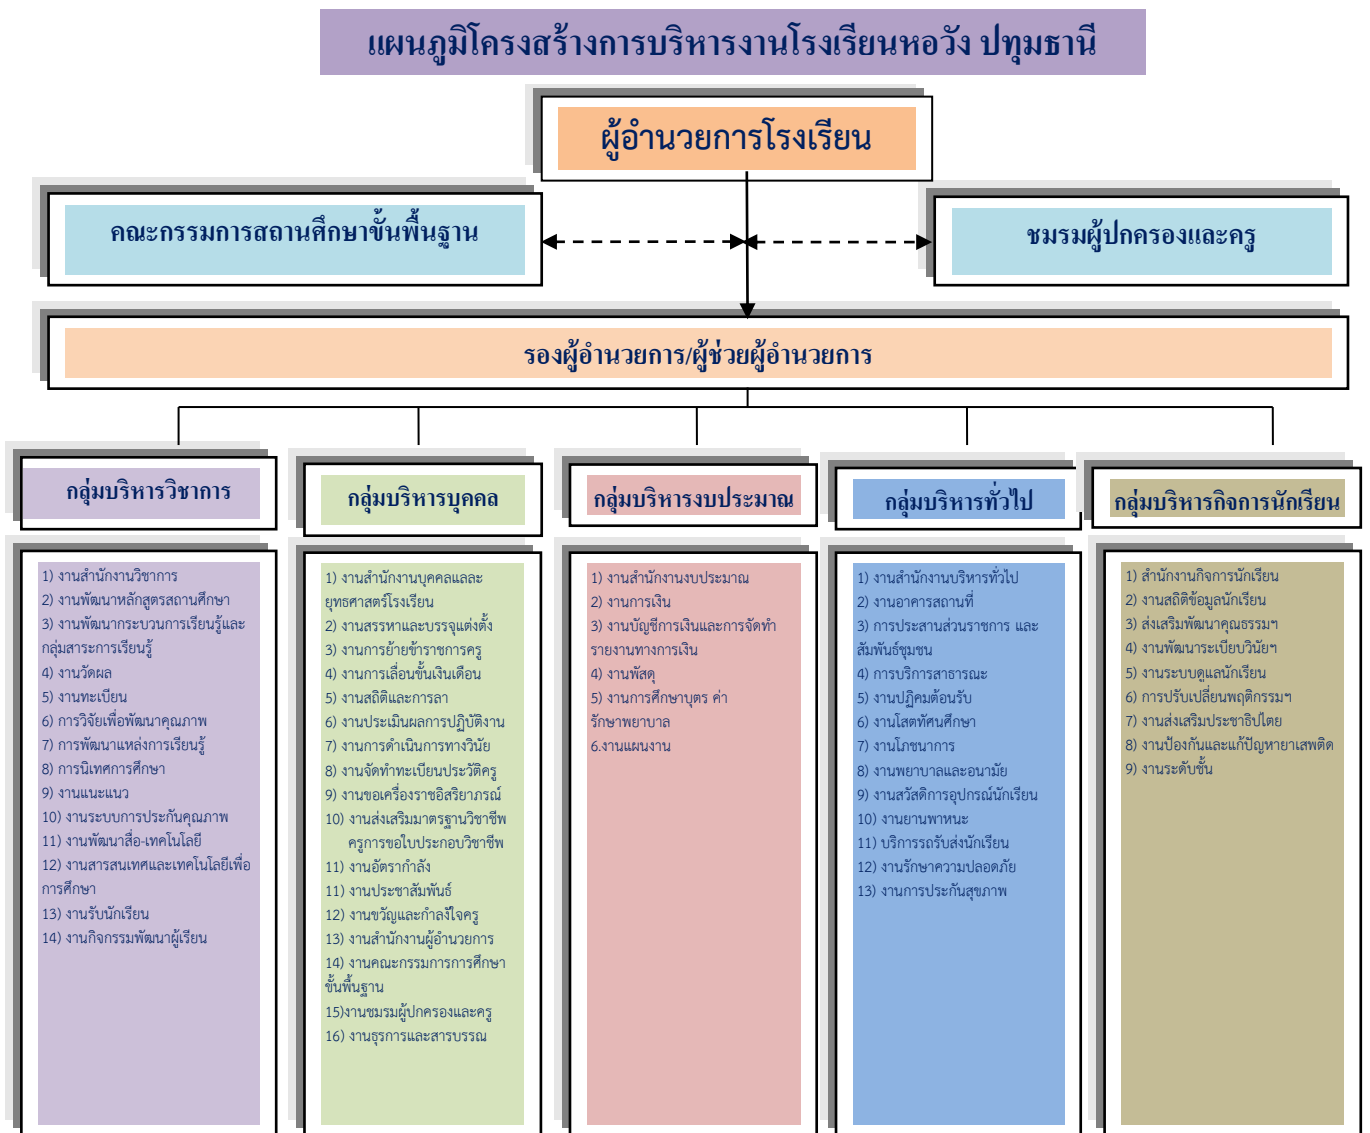 แผนภูมิโครงสร้างการบริหารงานโรงเรียนหอวัง ปทุมธานี
ผู้อำนวยการโรงเรียน
คณะกรรมการสถานศึกษาขั้นพื้นฐาน
ชมรมผู้ปกครองและครู
รองผู้อำนวยการ/ผู้ช่วยผู้อำนวยการ
กลุ่มบริหารวิชาการ
1) งานสำนักงานวิชาการ
2) งานพัฒนาหลักสูตรสถานศึกษา
3) งานพัฒนากระบวนการเรียนรู้และ
กลุ่มสาระการเรียนรู้
4) งานวัดผล
5) งานทะเบียน
6) การวิจัยเพื่อพัฒนาคุณภาพ
7) การพัฒนาแหล่งการเรียนรู้
8) การนิเทศการศึกษา
9) งานแนะแนว
10) งานระบบการประกันคุณภาพ
11) งานพัฒนาสื่อ-เทคโนโลยี
12) งานสารสนเทศและเทคโนโลยีเพื่อ
การศึกษา
13) งานรับนักเรียน
14) งานกิจกรรมพัฒนาผู้เรียน
กลุ่มบริหารบุคคล
1) งานสำนักงานบุคคลแลละ
ยุทธศาสตร์โรงเรียน
2) งานสรรหาและบรรจุแต่งตั้ง
3) งานการย้ายข้าราชการครู
4) งานการเลื่อนขั้นเงินเดือน
5) งานสถิติและการลา
6) งานประเมินผลการปฏิบัติงาน
7) งานการดำเนินการทางวินัย
8) งานจัดทำทะเบียนประวัติครู
9) งานขอเครื่องราชอิสริยาภรณ์
10) งานส่งเสริมมาตรฐานวิชาชีพ
ครูการขอใบประกอบวิชาชีพ
11) งานอัตรากำลัง
11) งานประชาสัมพันธ์
12) งานขวัญและกำลังใจครู
13) งานสำนักงานผู้อำนวยการ
14) งานคณะกรรมการการศึกษา
ขั้นพื้นฐาน
15)งานชมรมผู้ปกครองและครู
16) งานธุรการและสารบรรณ
กลุ่มบริหารงบประมาณ
1) งานสำนักงานงบประมาณ
2) งานการเงิน
3) งานบัญชีการเงินและการจัดทำ
รายงานทางการเงิน
4) งานพัสดุ
5) งานการศึกษาบุตร ค่า
รักษาพยาบาล
6.งานแผนงาน
กลุ่มบริหารทั่วไป
1) งานสำนักงานบริหารทั่วไป
2) งานอาคารสถานที่
3) การประสานส่วนราชการ และ
สัมพันธ์ชุมชน
4) การบริการสาธารณะ
5) งานปฏิคมต้อนรับ
6) งานโสตทัศนศึกษา
7) งานโภชนาการ
8) งานพยาบาลและอนามัย
9) งานสวัสดิการอุปกรณ์นักเรียน
10) งานยานพาหนะ
11) บริการรถรับส่งนักเรียน
12) งานรักษาความปลอดภัย
13) งานการประกันสุขภาพ
กลุ่มบริหารกิจการนักเรียน
1) สำนักงานกิจการนักเรียน
2) งานสถิติข้อมูลนักเรียน
3) ส่งเสริมพัฒนาคุณธรรมฯ
4) งานพัฒนาระเบียบวินัยฯ
5) งานระบบดูแลนักเรียน
6) การปรับเปลี่ยนพฤติกรรมฯ
7) งานส่งเสริมประชาธิปไตย
8) งานป้องกันและแก้ปัญหายาเสพติด
9) งานระดับชั้น